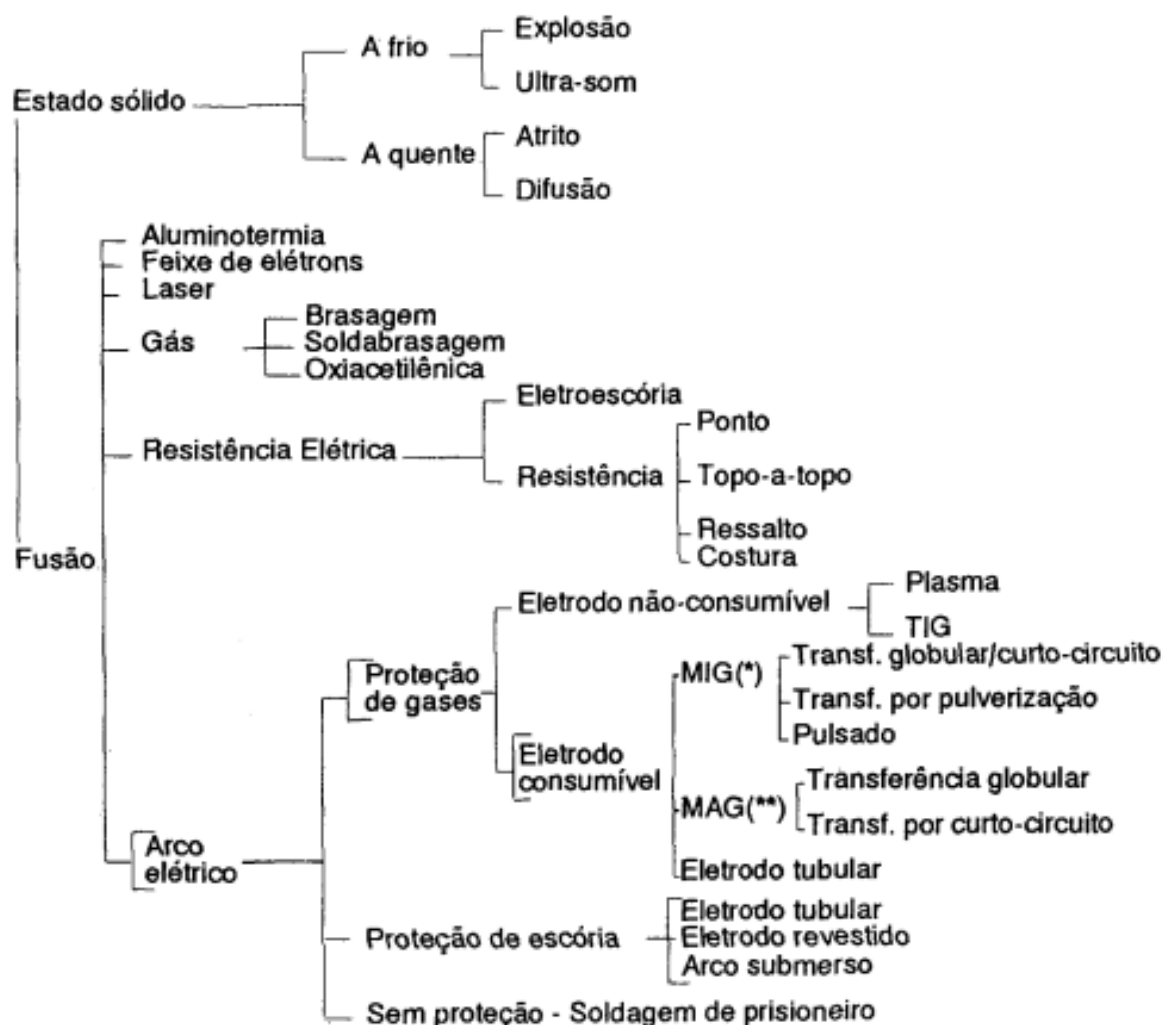 Explosão
A frio
Ultra-som
Estado sólido
Atrito
A quente
Difusão
Aluminotermia
Feixe de elétrons
Laser
Brasagem
Gás
Soldabrasagem
Oxiacetilênica
Eletroescória
Ponto
Resistência Elétrica
Resistência
Topo-a-topo
Ressalto
Costura
Fusão
Plasma
Eletrodo não-consumível
TIG
Proteção
de gases
MIG(*)
Transf. globular/curto-circuito
Transf. por pulverização
Pulsado
Eletrodo
consumível
Transferência globular
MAG(**)
Transf. por curto-circuito
Arco
elétrico
Eletrodo tubular
Eletrodo tubular
Proteção de escória
Eletrodo revestido
Arco submerso
Sem proteção - Soldagem de prisioneiro